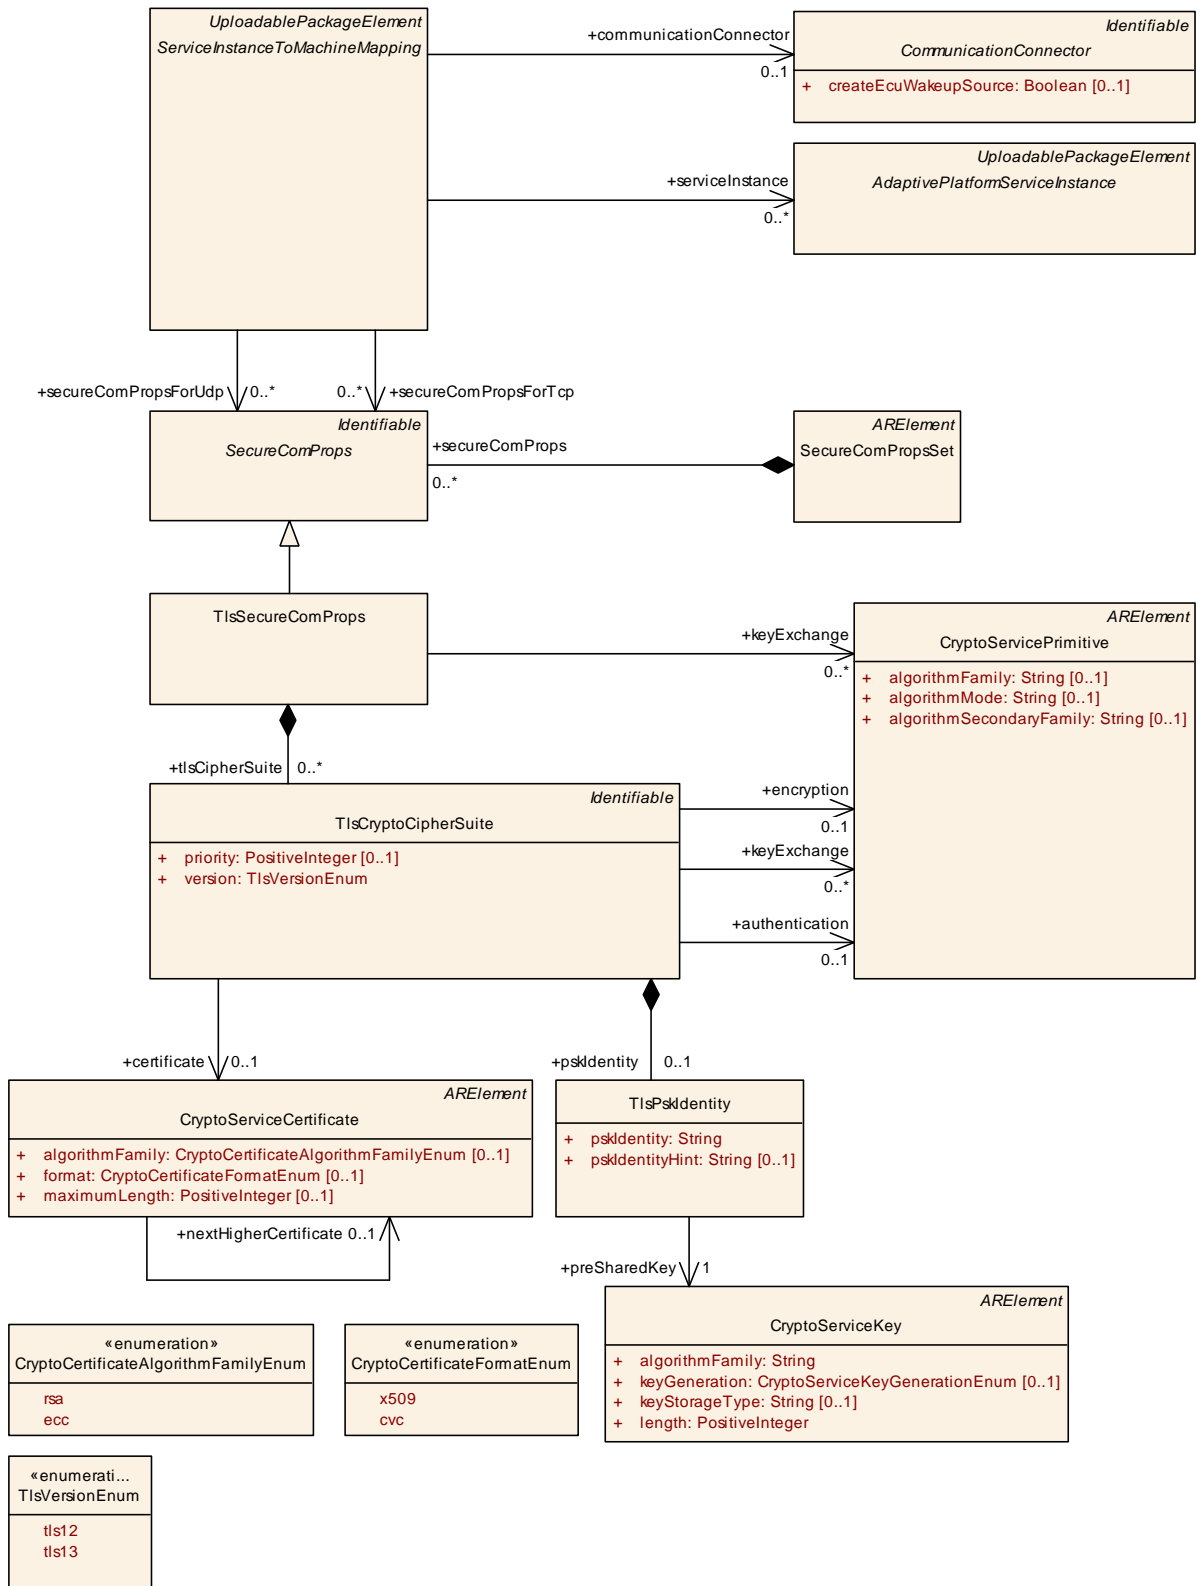 UploadablePackageElement
ServiceInstanceToMachineMapping
+communicationConnector
0..1
Identifiable
CommunicationConnector
+ createEcuWakeupSource: Boolean [0..1]
+serviceInstance
0..*
UploadablePackageElement
AdaptivePlatformServiceInstance
+secureComPropsForUdp
0..*
0..*
+secureComPropsForTcp
Identifiable
SecureComProps
+secureComProps
0..*
ARElement
SecureComPropsSet
TlsSecureComProps
+keyExchange
0..*
ARElement
CryptoServicePrimitive
+ algorithmFamily: String [0..1]
+ algorithmMode: String [0..1]
+ algorithmSecondaryFamily: String [0..1]
+tlsCipherSuite
0..*
Identifiable
TlsCryptoCipherSuite
+ priority: PositiveInteger [0..1]
+ version: TlsVersionEnum
+encryption
0..1
+keyExchange
0..*
+authentication
0..1
+certificate
0..1
+pskIdentity
0..1
ARElement
CryptoServiceCertificate
+ algorithmFamily: CryptoCertificateAlgorithmFamilyEnum [0..1]
+ format: CryptoCertificateFormatEnum [0..1]
+ maximumLength: PositiveInteger [0..1]
TlsPskIdentity
+ pskIdentity: String
+ pskIdentityHint: String [0..1]
+nextHigherCertificate 0..1
+preSharedKey
1
ARElement
CryptoServiceKey
+ algorithmFamily: String
+ keyGeneration: CryptoServiceKeyGenerationEnum [0..1]
+ keyStorageType: String [0..1]
+ length: PositiveInteger
«enumeration»
CryptoCertificateAlgorithmFamilyEnum
rsa
ecc
«enumeration»
CryptoCertificateFormatEnum
x509
cvc
«enumerati...
TlsVersionEnum
tls12
tls13